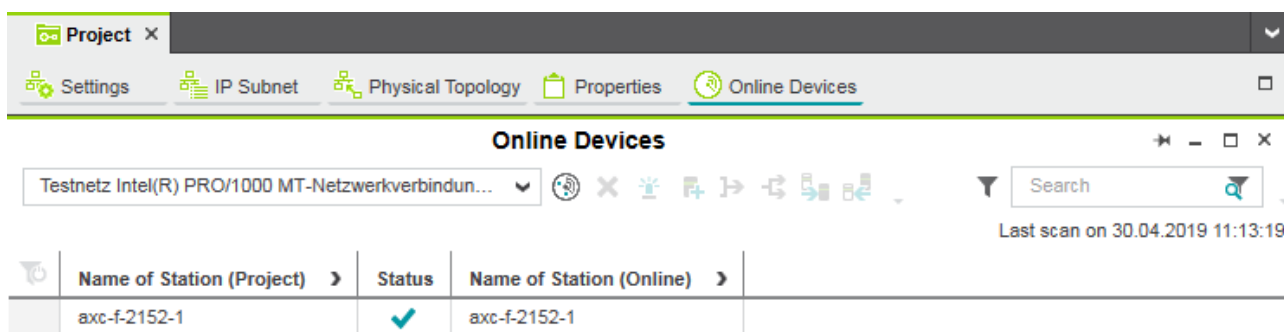 Project
Settings IP Subnet Physical Topology Properties Online Devices
Online Devices
Testnetz Intel(R) PRO/1000 MT-Netzwerkverbindun... Search
Last scan on 30.04.2019 11:13:19
Name of Station (Project) Status Name of Station (Online)
axc-f-2152-1 axc-f-2152-1